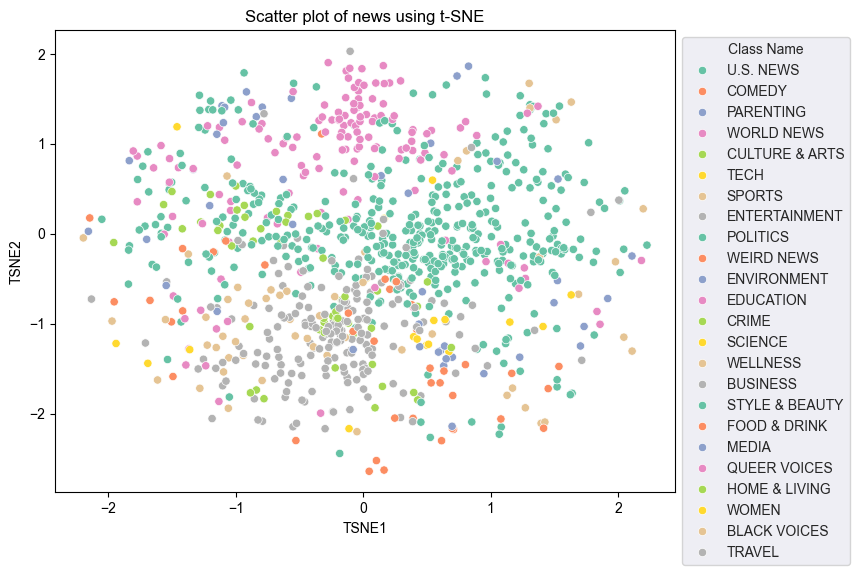 Scatter plot of news using t-SNE
Class Name
U.S. NEWS
COMEDY
PARENTING
WORLD NEWS
CULTURE & ARTS
TECH
SPORTS
ENTERTAINMENT
POLITICS
WEIRD NEWS
ENVIRONMENT
EDUCATION
CRIME
SCIENCE
WELLNESS
BUSINESS
STYLE & BEAUTY
FOOD & DRINK
MEDIA
QUEER VOICES
HOME & LIVING
WOMEN
BLACK VOICES
TRAVEL
TSNE2
2
1
0
−1
−2
−2 −1 0 1 2
TSNE1